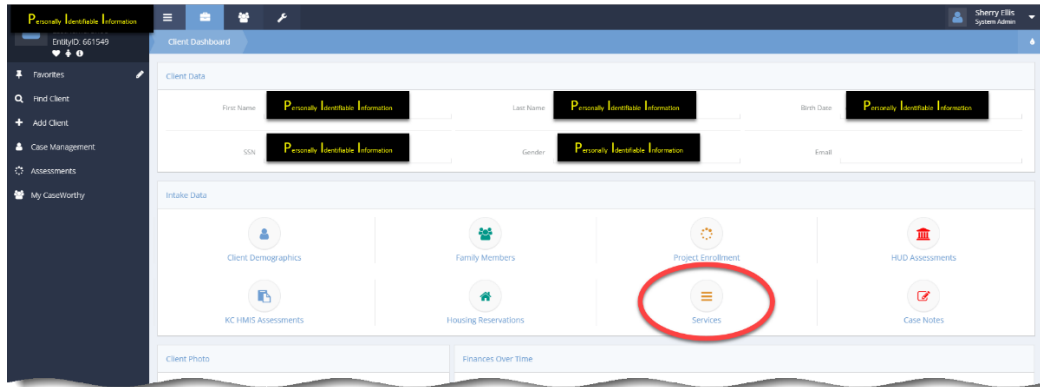 Personally Identifiable Information
Sherry Ellis
System Admin
EntityID: 661549
Client Dashboard
Favorites
Find Client
Add Client
Case Management
Assessments
My CaseWorthy
Client Data
First Name Personally Identifiable Information Last Name Personally Identifiable Information Birth Date Personally Identifiable Information
SSN Personally Identifiable Information Gender Personally Identifiable Information Email
Intake Data
Client Demographics Family Members Project Enrollment HUD Assessments
KC HMIS Assessments Housing Reservations Services Case Notes
Client Photo Finances Over Time